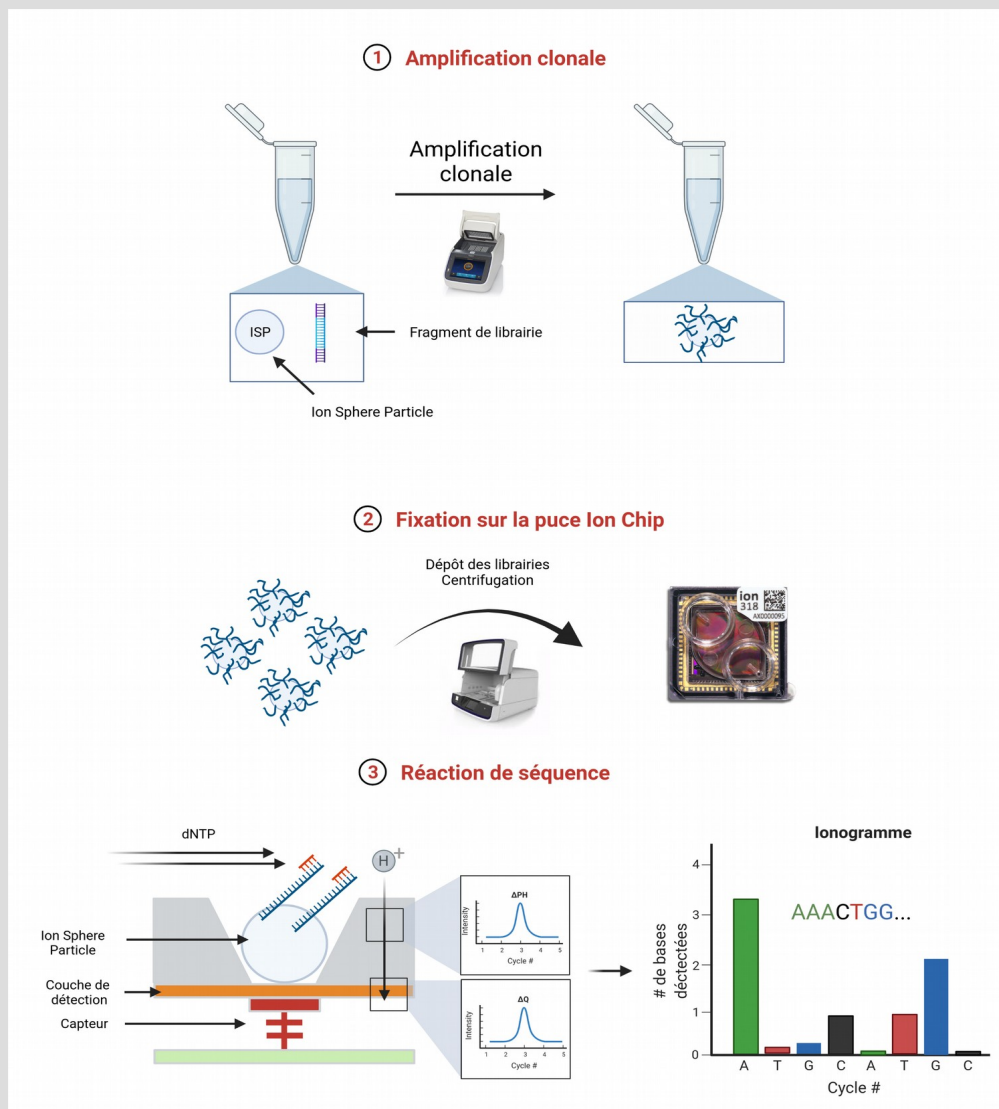 1 Amplification clonale
Amplification
clonale
ISP
Fragment de librairie
Ion Sphere Particle
2 Fixation sur la puce Ion Chip
Dépôt des librairies
Centrifugation
ion
318
AX0000095
3 Réaction de séquence
dNTP
H+
Ion Sphere
Particle
Couche de
détection
Capteur
ΔPH
Intensity
1 2 3 4 5
Cycle #
ΔQ
Intensity
1 2 3 4 5
Cycle #
Ionogramme
AAACTGG...
# de bases
déctectées
4
3
2
1
0
A T G C A T G C
Cycle #